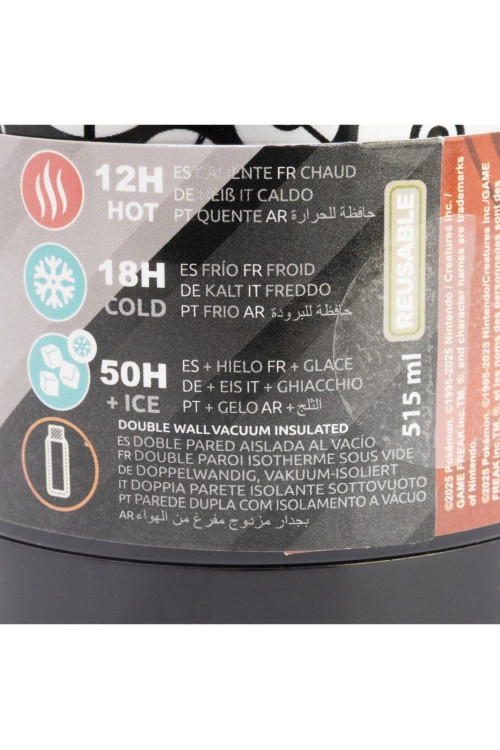 12H
HOT
ES CALIENTE FR CHAUD
DE HEIß IT CALDO
PT QUENTE AR حافظة للحرارة
18H
COLD
ES FRÍO FR FROID
DE KALT IT FREDDO
PT FRIO AR حافظة للبرودة
50H
+ ICE
ES + HIELO FR + GLACE
DE + EIS IT + GHIACCHIO
PT + GELO AR + الثلج
DOUBLE WALL VACUUM INSULATED
ES DOBLE PARED AISLADA AL VACÍO
FR DOUBLE PAROI ISOTHERME SOUS VIDE
DE DOPPELWANDIG, VAKUUM-ISOLIERT
IT DOPPIA PARETE ISOLANTE SOTTOVUOTO
PT PAREDE DUPLA COM ISOLAMENTO A VÁCUO
AR بجدار مزدوج مفرغ من الهواء
REUSABLE
515 ml
©2025 Pokémon. ©1995-2025 Nintendo / Creatures Inc. /
GAME FREAK inc.TM, ®, and character names are trademarks
of Nintendo.
©2025 Pokémon. ©1995-2025 Nintendo/Creatures Inc. /GAME
FREAK inc.TM,